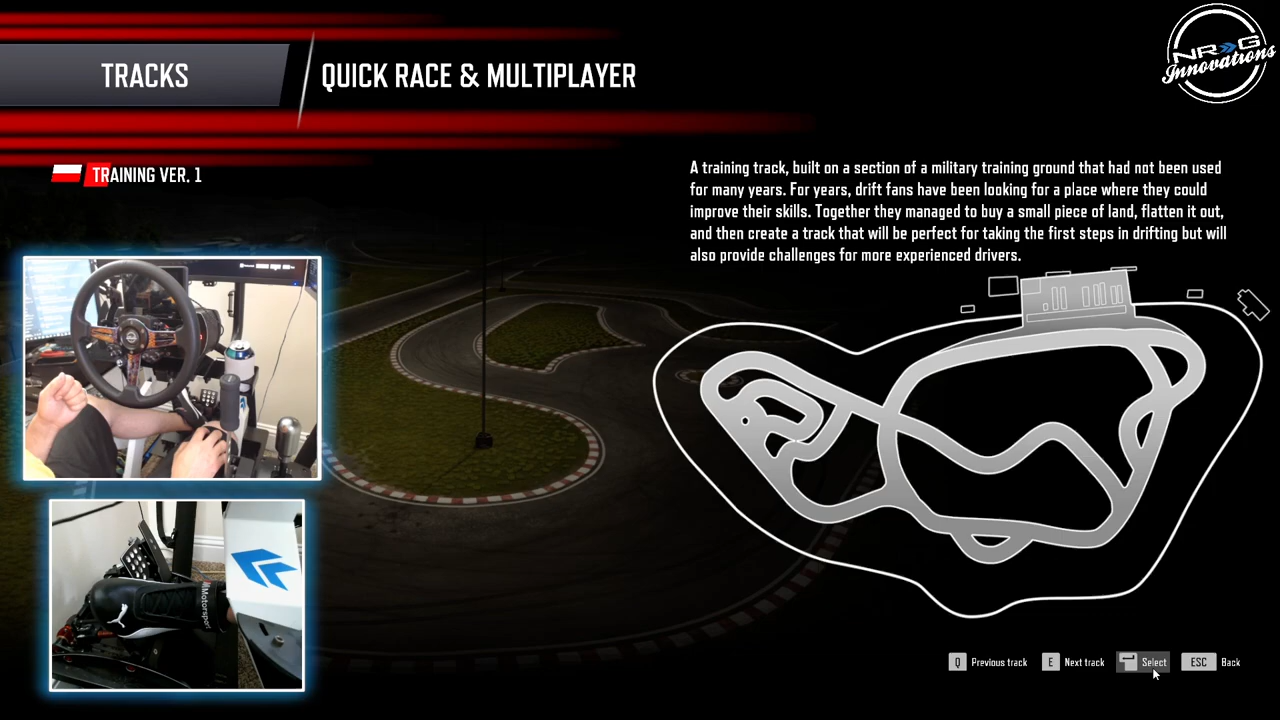 NRG
Innovations
TRACKS
QUICK RACE & MULTIPLAYER
TRAINING VER. 1
A training track, built on a section of a military training ground that had not been used
for many years. For years, drift fans have been looking for a place where they could
improve their skills. Together they managed to buy a small piece of land, flatten it out,
and then create a track that will be perfect for taking the first steps in drifting but will
also provide challenges for more experienced drivers.
Motorsport
Q Previous track E Next track Select ESC Back